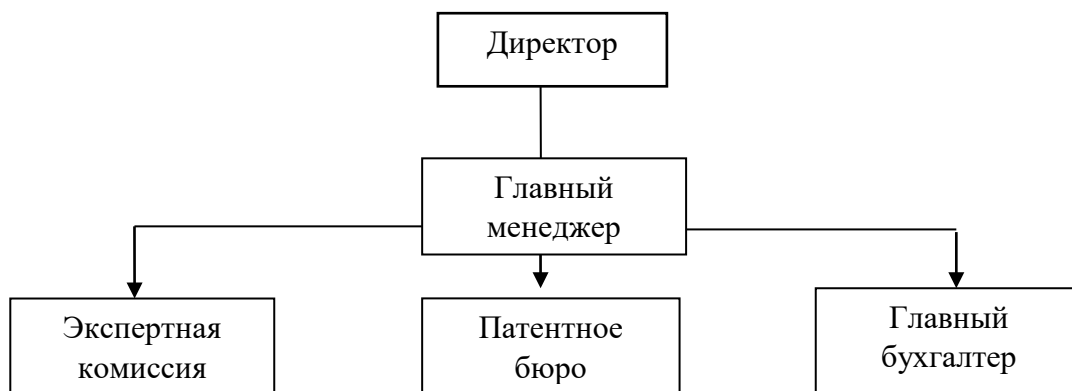 Директор
Главный
менеджер
Экспертная
комиссия
Патентное
бюро
Главный
бухгалтер